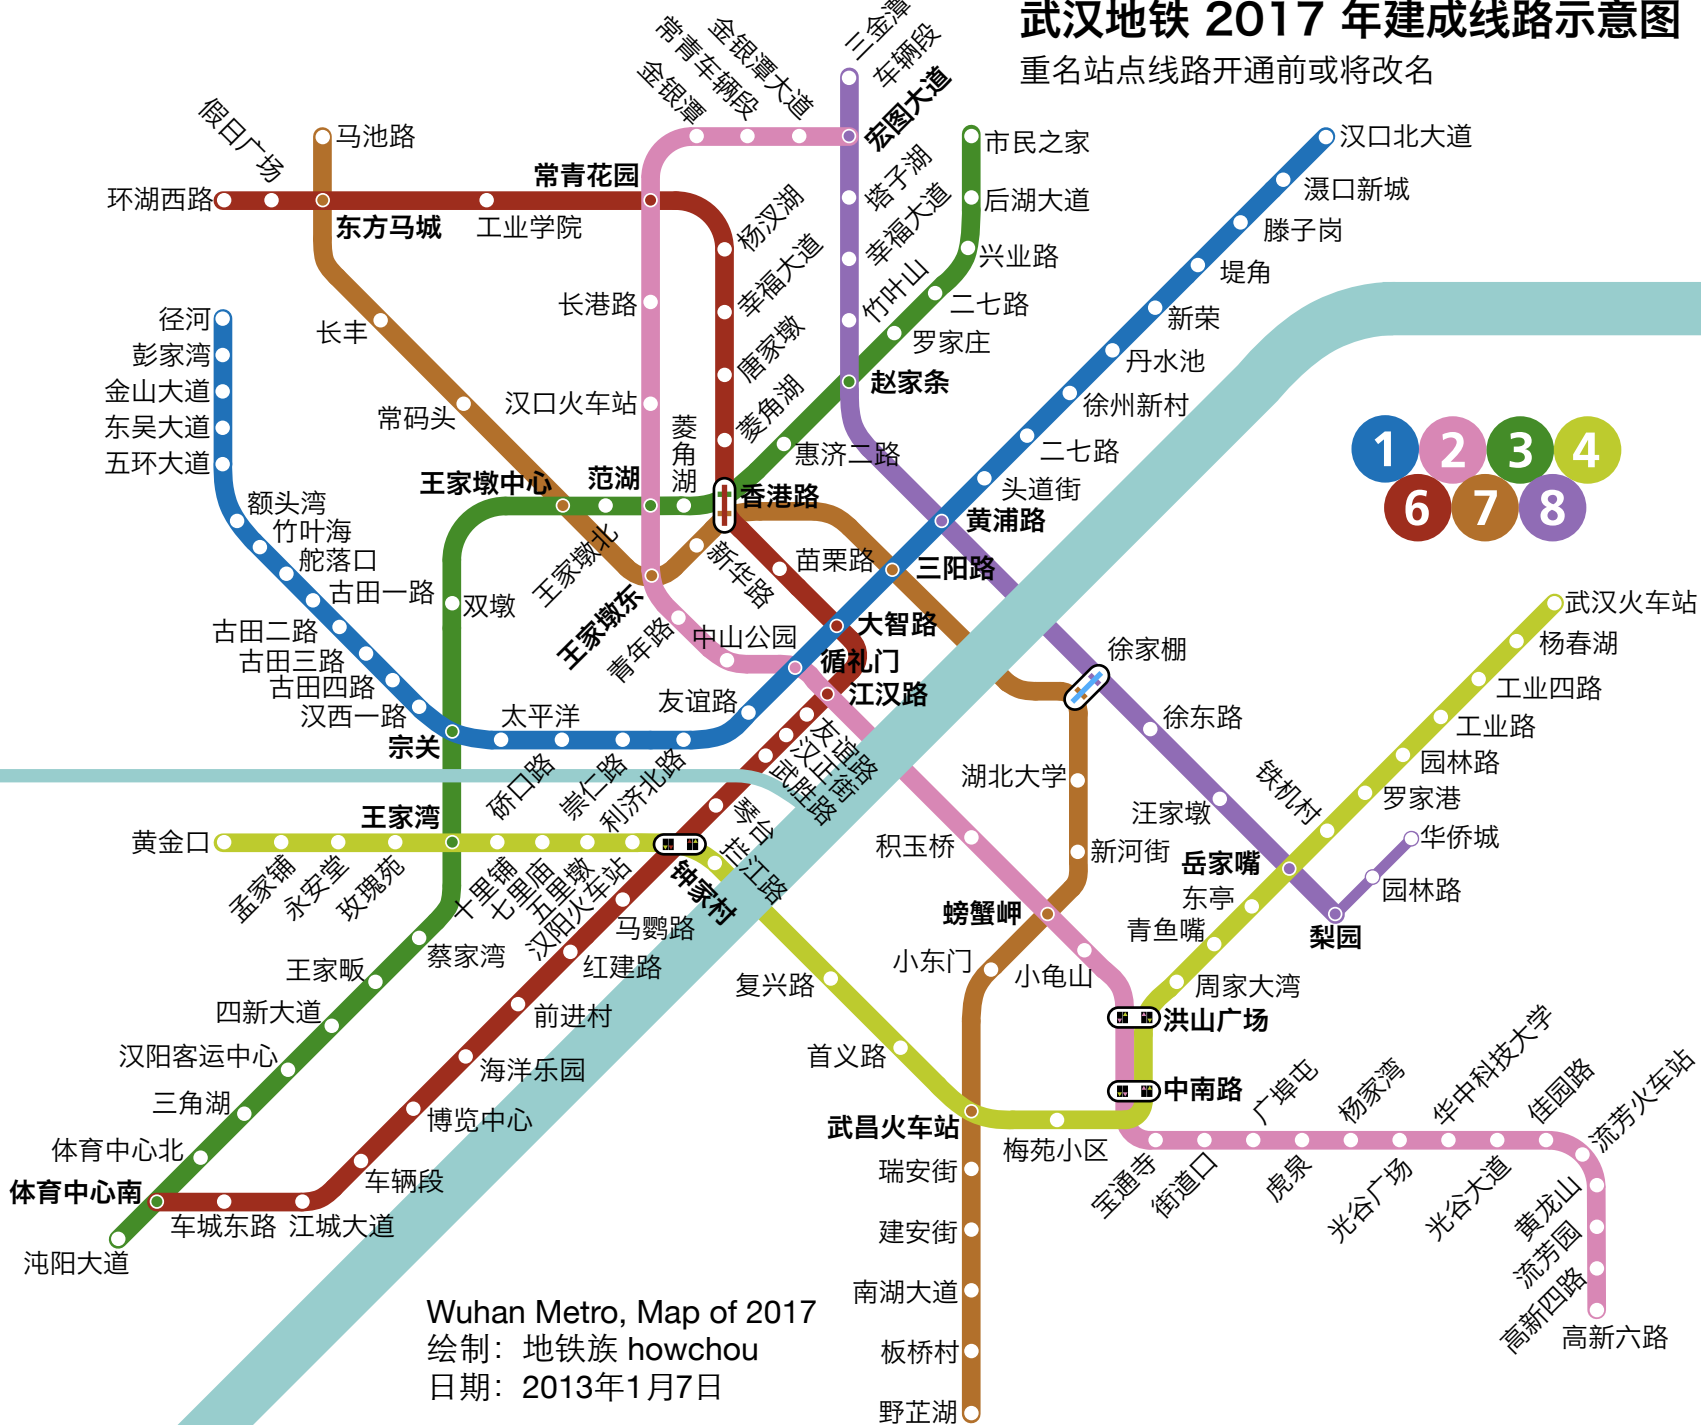 武汉地铁 2017 年建成线路示意图
重名站点线路开通前或将改名
三金潭
车辆段
宏图大道
金银潭大道
常青车辆段
金银潭
假日广场
马池路
常青花园
环湖西路
东方马城
工业学院
杨汊湖
幸福大道
唐家墩
菱角湖
塔子湖
幸福大道
竹叶山
市民之家
后湖大道
兴业路
二七路
罗家庄
赵家条
惠济二路
汉口北大道
滠口新城
滕子岗
堤角
新荣
丹水池
徐州新村
二七路
头道街
黄浦路
三阳路
径河
彭家湾
金山大道
东吴大道
五环大道
额头湾
竹叶海
舵落口
古田一路
古田二路
古田三路
古田四路
汉西一路
宗关
长丰
常码头
长港路
汉口火车站
王家墩中心
范湖
菱角湖
香港路
王家墩北
王家墩东
新华路
苗栗路
双墩
青年路
中山公园
大智路
循礼门
江汉路
友谊路
太平洋
硚口路
崇仁路
利济北路
友谊路
汉正街
武胜路
琴台
拦江路
1
2
3
4
6
7
8
武汉火车站
杨春湖
工业四路
工业路
园林路
罗家港
铁机村
徐家棚
徐东路
汪家墩
岳家嘴
华侨城
园林路
梨园
东亭
青鱼嘴
周家大湾
洪山广场
中南路
湖北大学
新河街
积玉桥
螃蟹岬
小东门
小龟山
王家湾
黄金口
孟家铺
永安堂
玫瑰苑
十里铺
七里庙
五里墩
汉阳火车站
钟家村
马鹦路
红建路
前进村
海洋乐园
博览中心
车辆段
江城大道
车城东路
蔡家湾
王家畈
四新大道
汉阳客运中心
三角湖
体育中心北
体育中心南
沌阳大道
复兴路
首义路
武昌火车站
梅苑小区
瑞安街
建安街
南湖大道
板桥村
野芷湖
宝通寺
街道口
广埠屯
虎泉
杨家湾
光谷广场
华中科技大学
光谷大道
佳园路
流芳火车站
黄龙山
流芳园
高新四路
高新六路
Wuhan Metro, Map of 2017
绘制：地铁族 howchou
日期：2013年1月7日